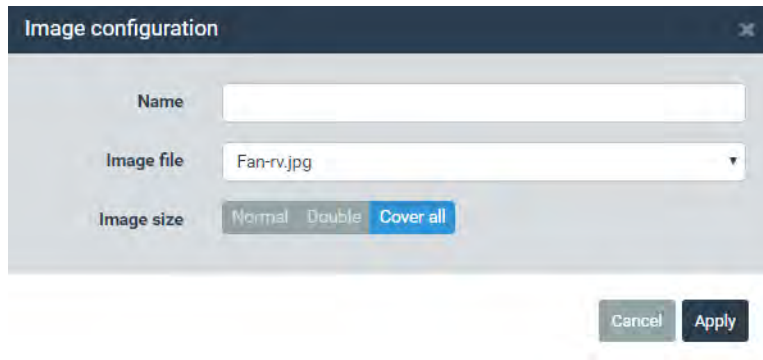 Image configuration
Name
Image file Fan-rv.jpg
Image size Normal Double Cover all
Cancel Apply